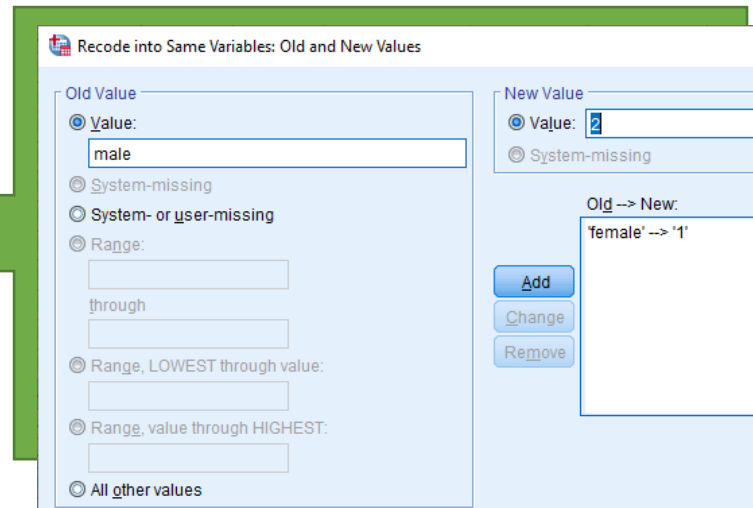 Recode into Same Variables: Old and New Values
Old Value
Value:
male
System-missing
System- or user-missing
Range:
through
Range, LOWEST through value:
Range, value through HIGHEST:
All other values
New Value
Value: 2
System-missing
Old --> New:
'female' --> '1'
Add
Change
Remove